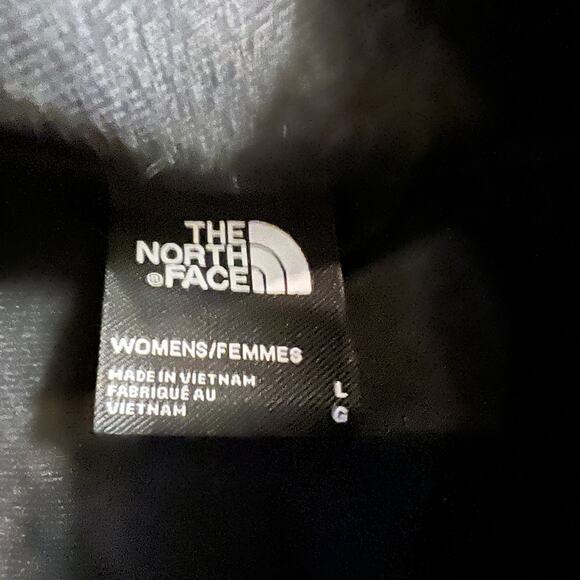 THE
NORTH
® FACE
WOMENS/FEMMES
MADE IN VIETNAM
FABRIQUÉ AU
VIETNAM
L
G